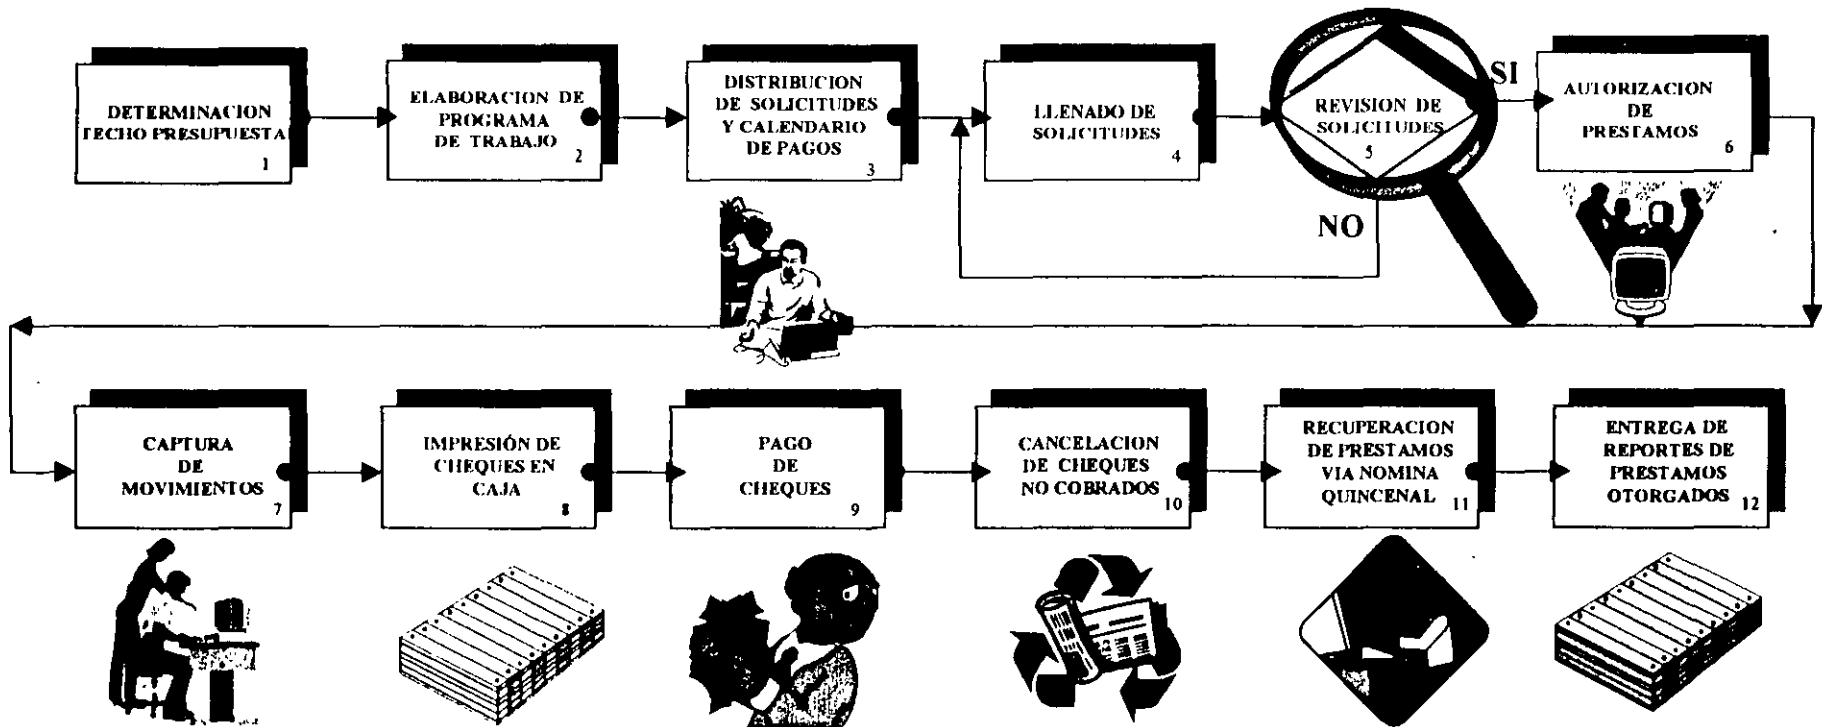 DETERMINACION
TECHO PRESUPUESTA
1
ELABORACION DE
PROGRAMA
DE TRABAJO
2
DISTRIBUCION
DE SOLICITUDES
Y CALENDARIO
DE PAGOS
3
LLENADO DE
SOLICITUDES
4
REVISION DE
SOLICITUDES
5
SI
NO
AUTORIZACION
DE
PRESTAMOS
6
CAPTURA
DE
MOVIMIENTOS
7
IMPRESIÓN DE
CHEQUES EN
CAJA
8
PAGO
DE
CHEQUES
9
CANCELACION
DE CHEQUES
NO COBRADOS
10
RECUPERACION
DE PRESTAMOS
VIA NOMINA
QUINCENAL
11
ENTREGA DE
REPORTES DE
PRESTAMOS
OTORGADOS
12